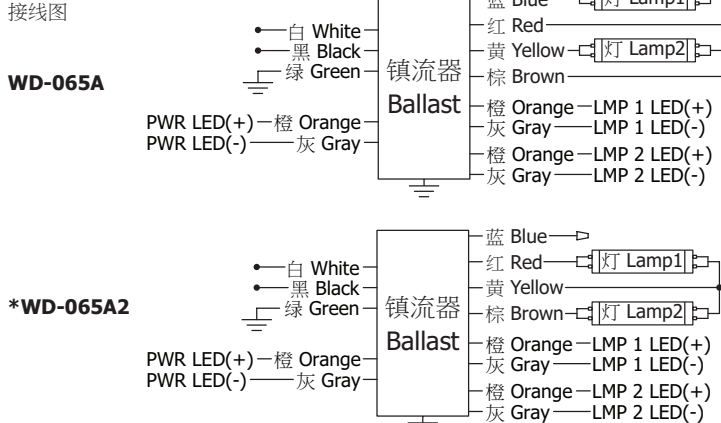 接线图
蓝 Blue 灯 Lamp1
白 White 红 Red
黑 Black 黄 Yellow 灯 Lamp2
绿 Green 棕 Brown
WD-065A
镇流器
Ballast
橙 Orange LMP 1 LED(+)
PWR LED(+) 橙 Orange 灰 Gray LMP 1 LED(-)
PWR LED(-) 灰 Gray 橙 Orange LMP 2 LED(+)
灰 Gray LMP 2 LED(-)
蓝 Blue
白 White 红 Red 灯 Lamp1
黑 Black 黄 Yellow
绿 Green 棕 Brown 灯 Lamp2
*WD-065A2
镇流器
Ballast
橙 Orange LMP 1 LED(+)
PWR LED(+) 橙 Orange 灰 Gray LMP 1 LED(-)
PWR LED(-) 灰 Gray 橙 Orange LMP 2 LED(+)
灰 Gray LMP 2 LED(-)